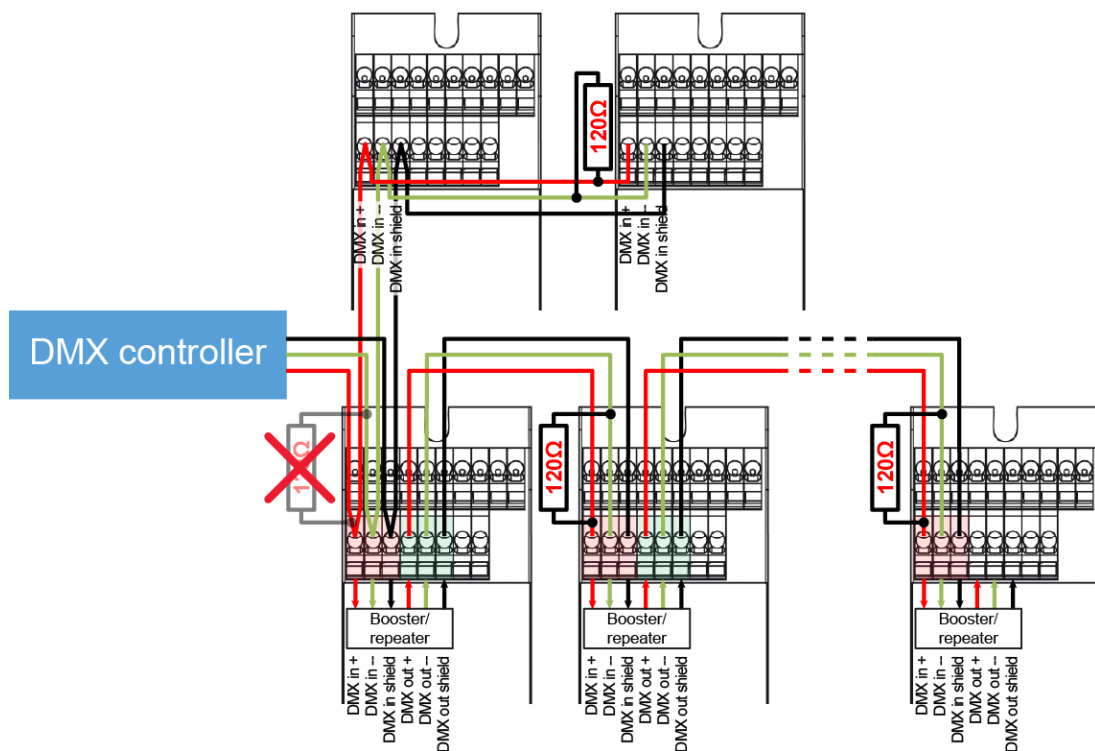 120Ω
DMX in +
DMX in –
DMX in shield
DMX in +
DMX in –
DMX in shield
DMX controller
120Ω
120Ω
120Ω
Booster/
repeater
Booster/
repeater
Booster/
repeater
DMX in +
DMX in –
DMX in shield
DMX out +
DMX out –
DMX out shield
DMX in +
DMX in –
DMX in shield
DMX out +
DMX out –
DMX out shield
DMX in +
DMX in –
DMX in shield
DMX out +
DMX out –
DMX out shield